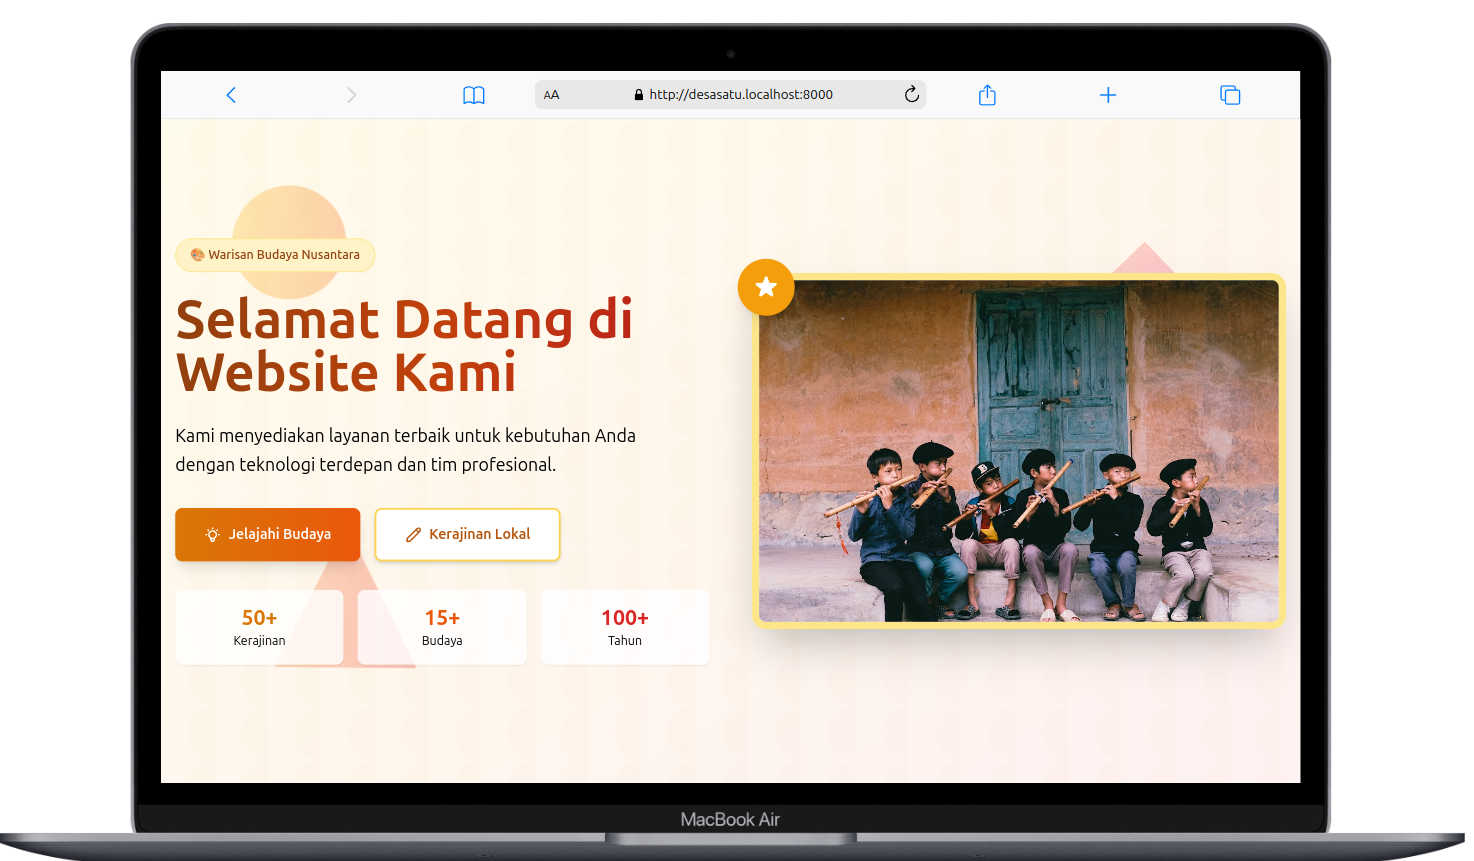 AA
http://desasatu.localhost:8000
Warisan Budaya Nusantara
Selamat Datang di
Website Kami
Kami menyediakan layanan terbaik untuk kebutuhan Anda
dengan teknologi terdepan dan tim profesional.
Jelajahi Budaya
Kerajinan Lokal
50+
Kerajinan
15+
Budaya
100+
Tahun
MacBook Air